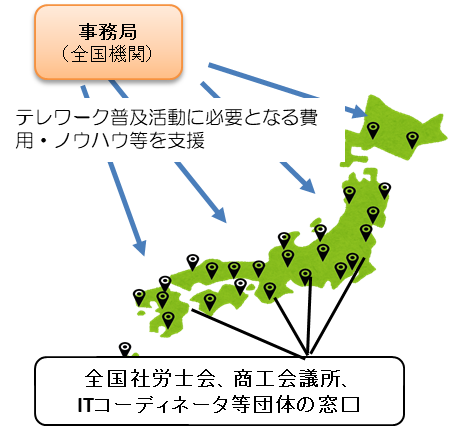 事務局
（全国機関）
テレワーク普及活動に必要となる費
用・ノウハウ等を支援
全国社労士会、商工会議所、
ITコーディネータ等団体の窓口